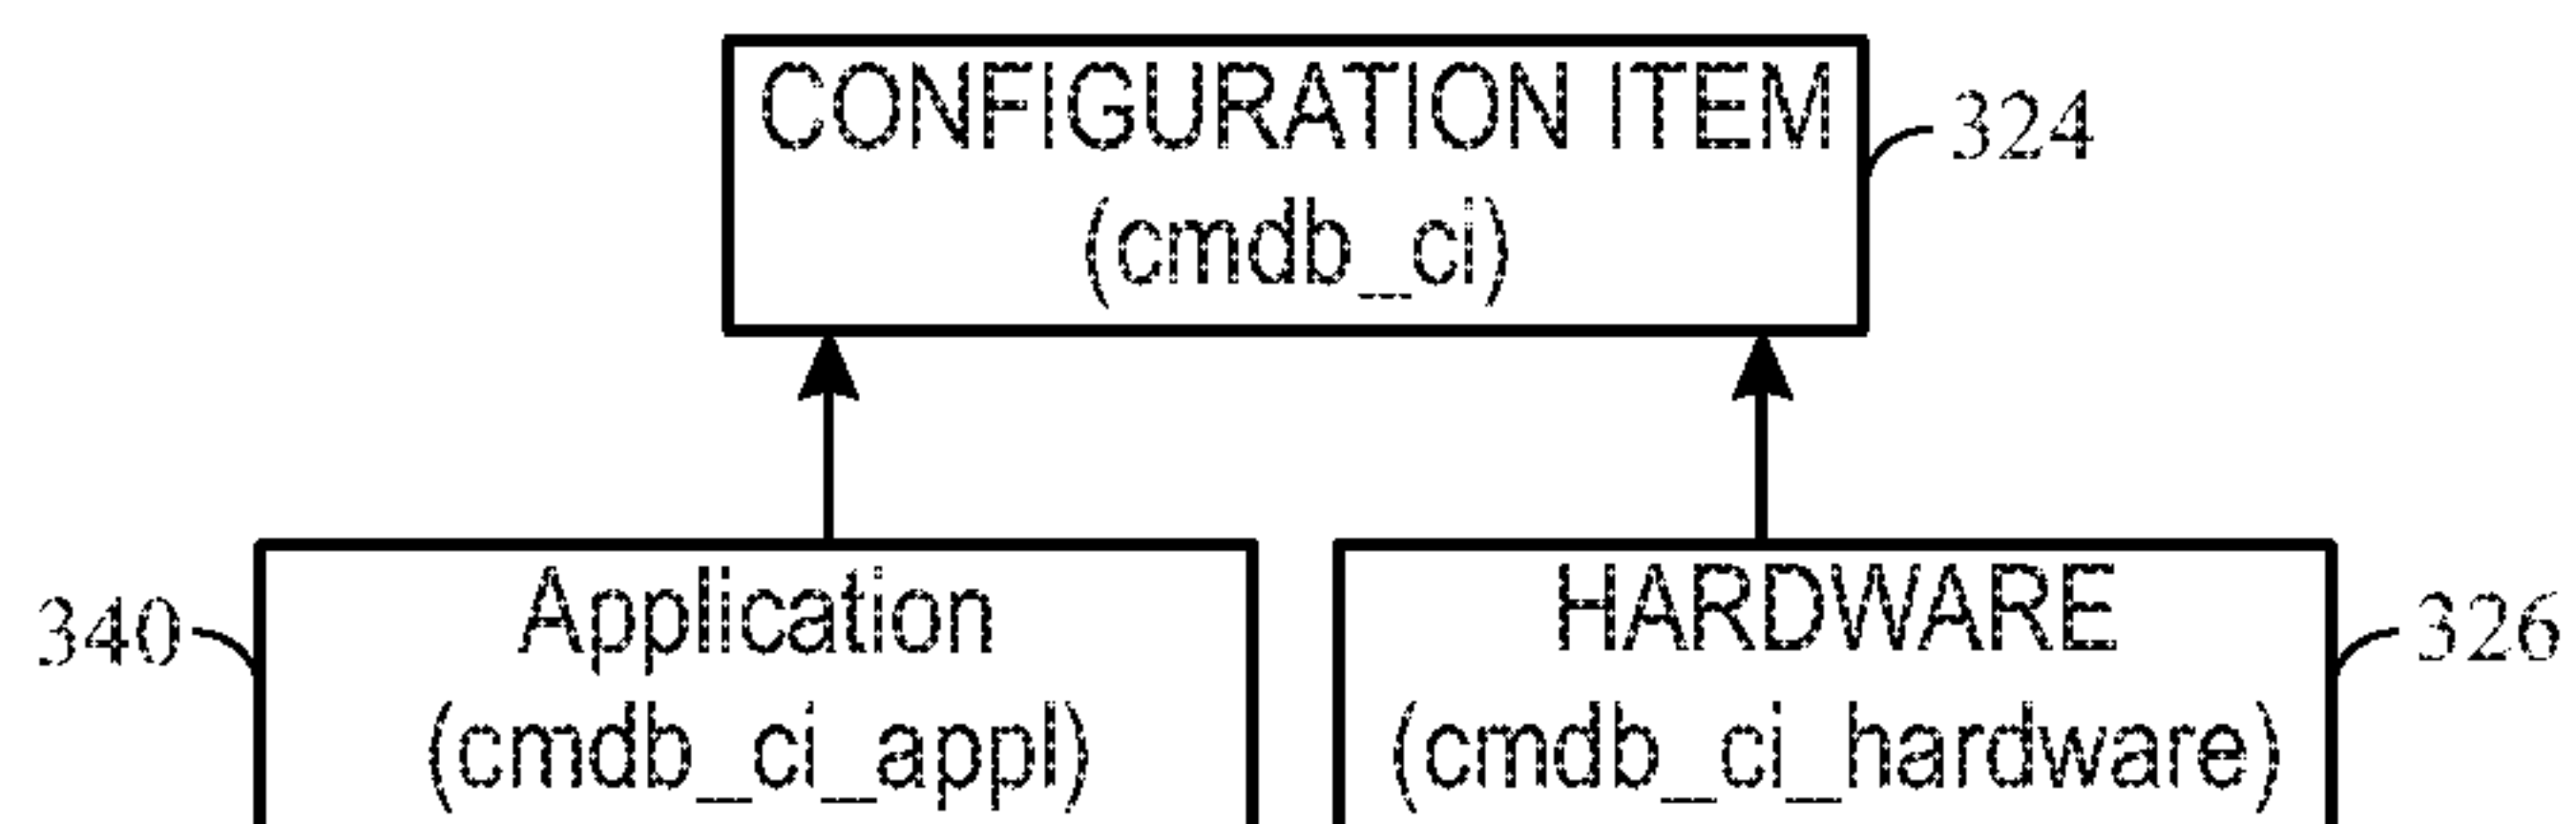 CONFIGURATION ITEM
(cmdb_ci)
324
340
Application
(cmdb_ci_appl)
HARDWARE
(cmdb_ci_hardware)
326